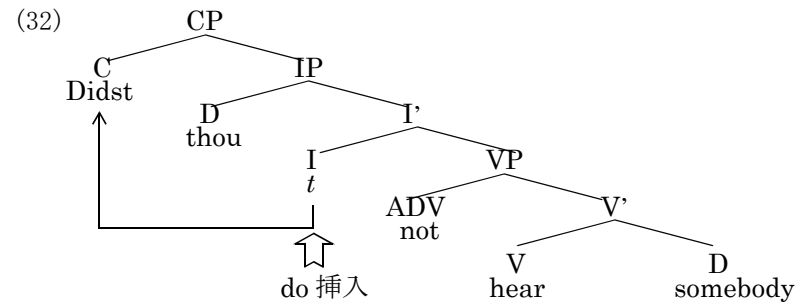 (32)
CP
C IP
Didst
D I’
thou
I VP
t
ADV V’
not
V D
hear somebody
do 挿入